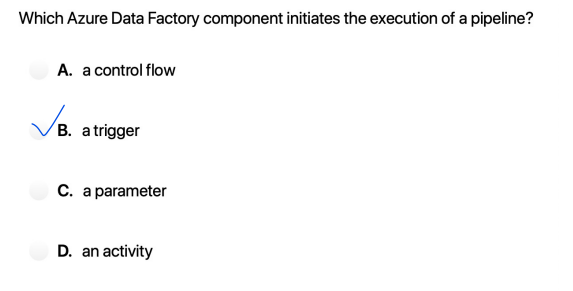 Which Azure Data Factory component initiates the execution of a pipeline?
A. a control flow
B. a trigger
C. a parameter
D. an activity